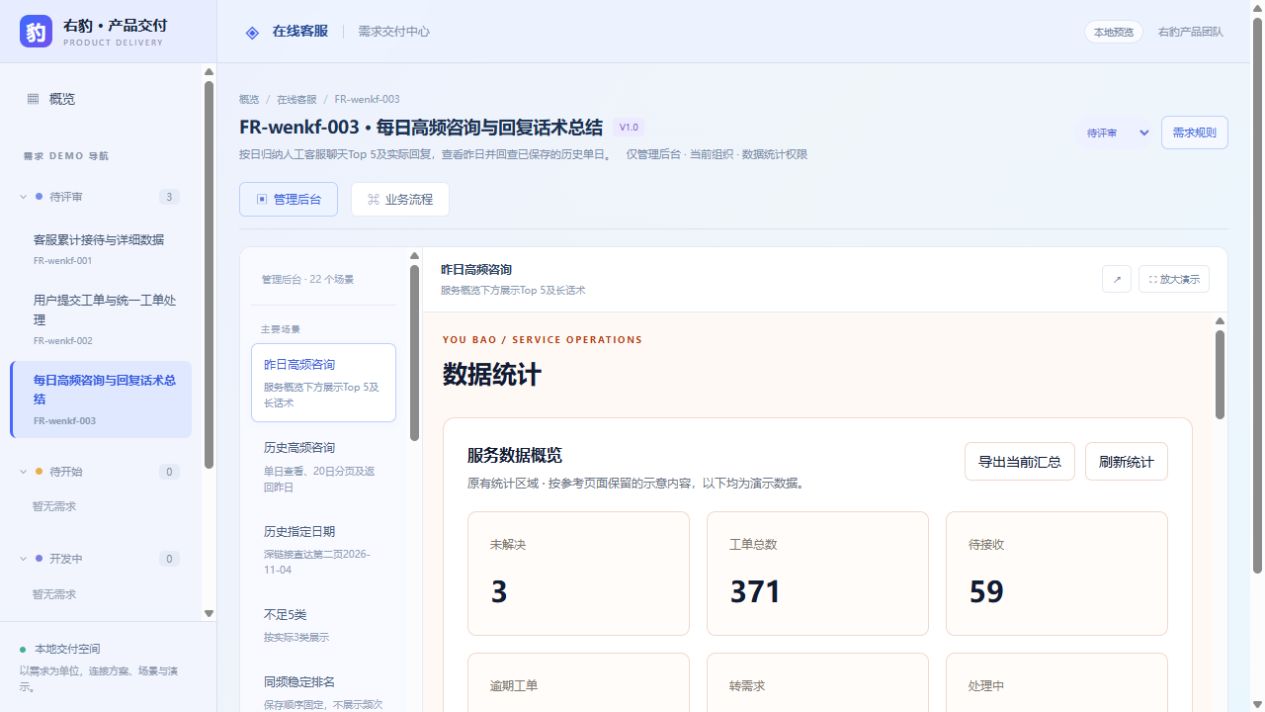 豹
右豹 • 产品交付
PRODUCT DELIVERY
在线客服
需求交付中心
本地预览
右豹产品团队
概览
需求 DEMO 导航
待评审
3
客服累计接待与详细数据
FR-wenkf-001
用户提交工单与统一工单处
理
FR-wenkf-002
每日高频咨询与回复话术总
结
FR-wenkf-003
待开始
0
暂无需求
开发中
0
暂无需求
本地交付空间
以需求为单位，连接方案、场景与演
示。
概览 / 在线客服 / FR-wenkf-003
FR-wenkf-003 • 每日高频咨询与回复话术总结
V1.0
待评审
需求规则
按日归纳人工客服聊天Top 5及实际回复，查看昨日并回查已保存的历史单日。 仅管理后台 · 当前组织 · 数据统计权限
管理后台
业务流程
管理后台 · 22 个场景
主要场景
昨日高频咨询
服务概览下方展示Top 5及
长话术
历史高频咨询
单日查看、20日分页及返
回昨日
历史指定日期
深链接直达第二页2026-
11-04
不足5类
按实际3类展示
同频稳定排名
保存顺序固定，不展示频次
昨日高频咨询
服务概览下方展示Top 5及长话术
放大演示
YOU BAO / SERVICE OPERATIONS
数据统计
服务数据概览
原有统计区域 · 按参考页面保留的示意内容，以下均为演示数据。
导出当前汇总
刷新统计
未解决
3
工单总数
371
待接收
59
逾期工单
转需求
处理中